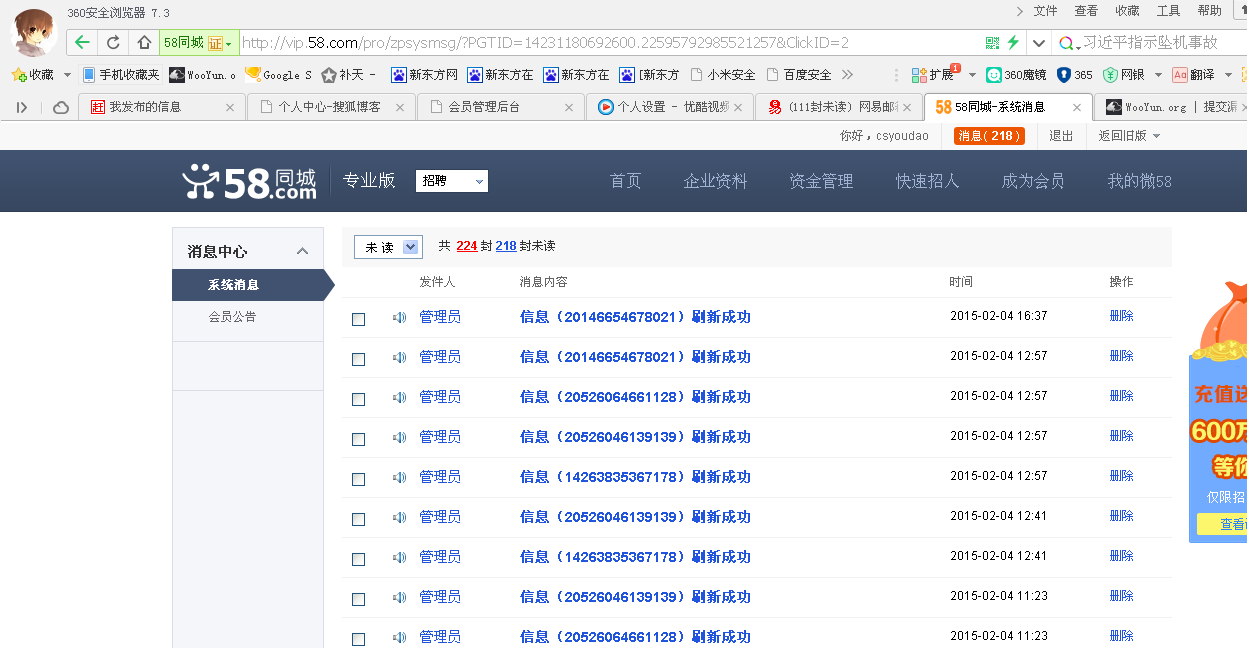 360安全浏览器 7.3
文件 查看 收藏 工具 帮助
58同城 证 http://vip.58.com/pro/zpsysmsg/?PGTID=14231180692600.22595792985521257&ClickID=2 习近平指示坠机事故
收藏 手机收藏夹 WooYun.o Google S 补天 - 新东方网 新东方在 新东方在 [新东方 小米安全 百度安全 扩展 1 360魔镜 365 网银 Aa 翻译
我发布的信息 个人中心-搜狐博客 会员管理后台 个人设置 - 优酷视频 (111封未读) 网易邮 58 58同城-系统消息 WooYun.org | 提交
你好，csyoudao 消息( 218 ) 退出 返回旧版
58同城.com 专业版 招聘 首页 企业资料 资金管理 快速招人 成为会员 我的微58
消息中心
系统消息
会员公告
未 读 共 224 封 218 封未读
发件人 消息内容 时间 操作
管理员 信息（20146654678021）刷新成功 2015-02-04 16:37 删除
管理员 信息（20146654678021）刷新成功 2015-02-04 12:57 删除
管理员 信息（20526064661128）刷新成功 2015-02-04 12:57 删除
管理员 信息（20526046139139）刷新成功 2015-02-04 12:57 删除
管理员 信息（14263835367178）刷新成功 2015-02-04 12:57 删除
管理员 信息（20526046139139）刷新成功 2015-02-04 12:41 删除
管理员 信息（14263835367178）刷新成功 2015-02-04 12:41 删除
管理员 信息（20526046139139）刷新成功 2015-02-04 11:23 删除
管理员 信息（20526064661128）刷新成功 2015-02-04 11:23 删除
充值送
600万
等你
仅限招
查看